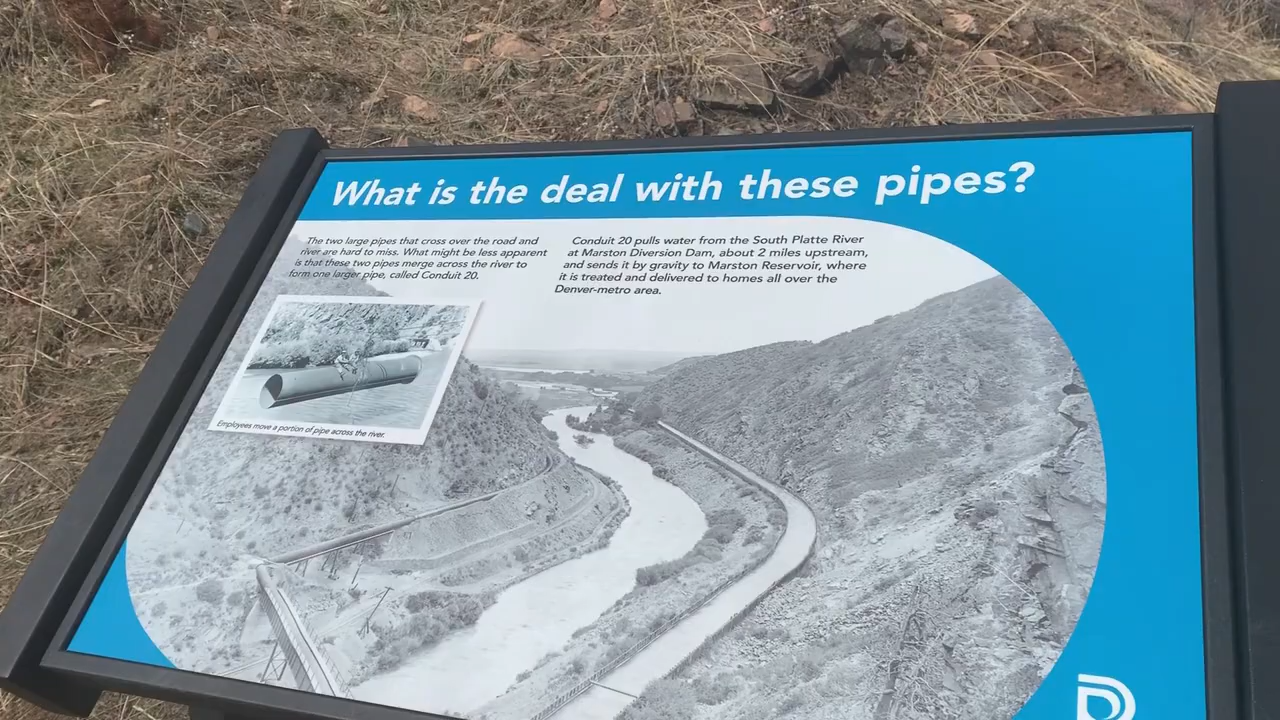 What is the deal with these pipes?
The two large pipes that cross over the road and
river are hard to miss. What might be less apparent
is that these two pipes merge across the river to
form one larger pipe, called Conduit 20.
Conduit 20 pulls water from the South Platte River
at Marston Diversion Dam, about 2 miles upstream,
and sends it by gravity to Marston Reservoir, where
it is treated and delivered to homes all over the
Denver-metro area.
Employees move a portion of pipe across the river.